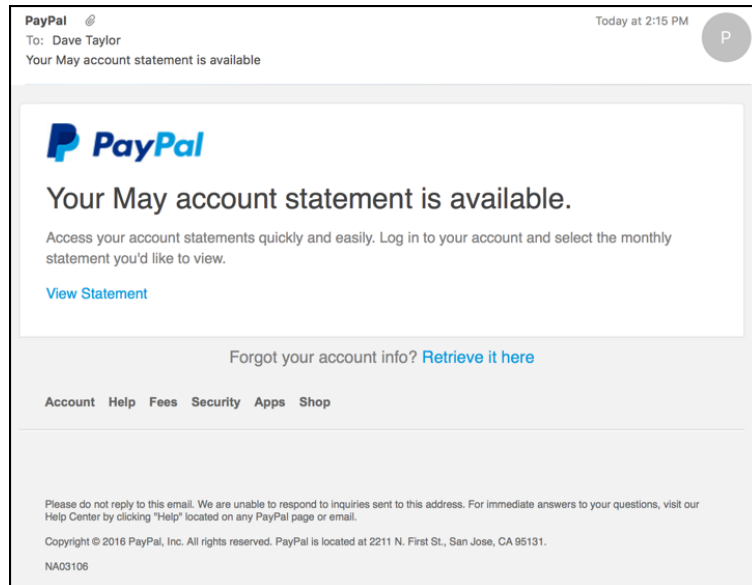 PayPal
Today at 2:15 PM
P
To: Dave Taylor
Your May account statement is available
PayPal
Your May account statement is available.
Access your account statements quickly and easily. Log in to your account and select the monthly
statement you'd like to view.
View Statement
Forgot your account info? Retrieve it here
Account Help Fees Security Apps Shop
Please do not reply to this email. We are unable to respond to inquiries sent to this address. For immediate answers to your questions, visit our
Help Center by clicking "Help" located on any PayPal page or email.
Copyright © 2016 PayPal, Inc. All rights reserved. PayPal is located at 2211 N. First St., San Jose, CA 95131.
NA03106